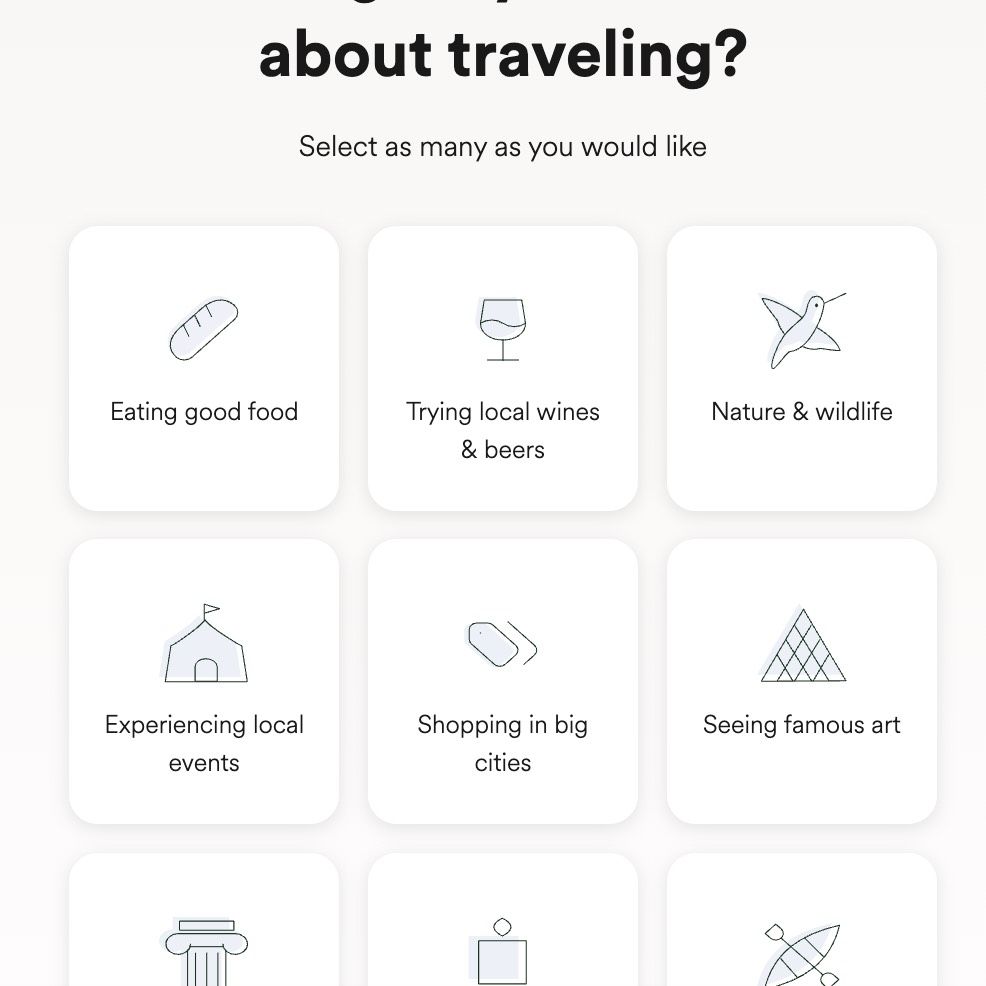 about traveling?
Select as many as you would like
Eating good food
Trying local wines
& beers
Nature & wildlife
Experiencing local
events
Shopping in big
cities
Seeing famous art